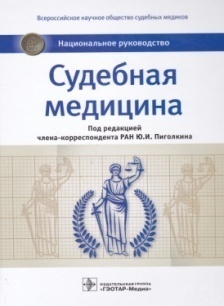 Всероссийское научное общество судебных медиков
Национальное руководство
Судебная
медицина
Под редакцией
члена-корреспондента РАН Ю.И. Пиголкина
ИЗДАТЕЛЬСКАЯ ГРУППА
«ГЭОТАР-Медиа»